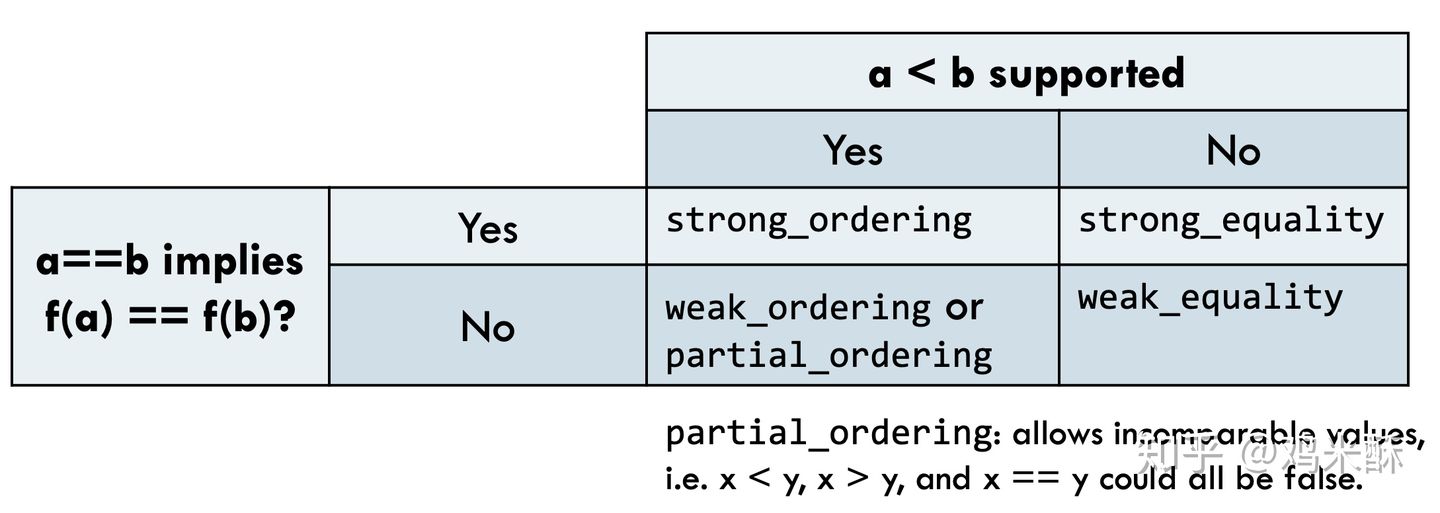 a < b supported
Yes
No
a==b implies
f(a) == f(b)?
Yes
strong_ordering
strong_equality
No
weak_ordering or
partial_ordering
weak_equality
partial_ordering: allows incomparable values,
i.e. x < y, x > y, and x == y could all be false.
知乎 @鸡米酥